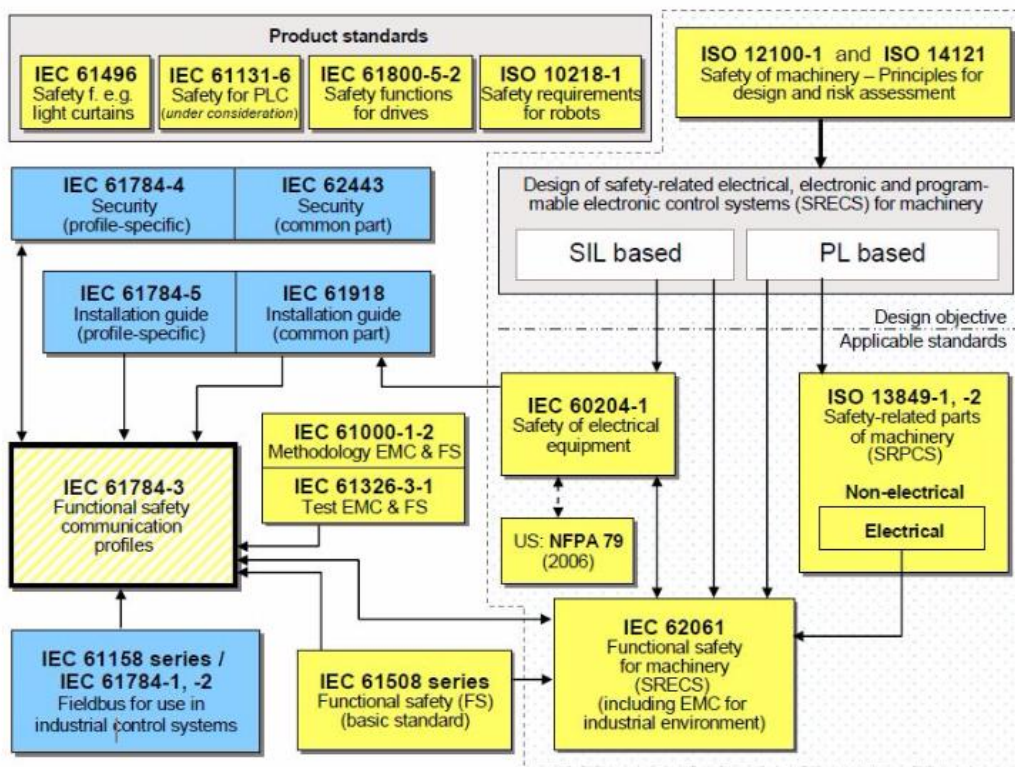 Product standards
IEC 61496
Safety f. e.g.
light curtains
IEC 61131-6
Safety for PLC
(under consideration)
IEC 61800-5-2
Safety functions
for drives
ISO 10218-1
Safety requirements
for robots
ISO 12100-1 and ISO 14121
Safety of machinery – Principles for
design and risk assessment
IEC 61784-4
Security
(profile-specific)
IEC 62443
Security
(common part)
Design of safety-related electrical, electronic and program-
mable electronic control systems (SRECS) for machinery
SIL based
PL based
IEC 61784-5
Installation guide
(profile-specific)
IEC 61918
Installation guide
(common part)
Design objective
Applicable standards
IEC 60204-1
Safety of electrical
equipment
ISO 13849-1, -2
Safety-related parts
of machinery
(SRPCS)
Non-electrical
Electrical
IEC 61000-1-2
Methodology EMC & FS
IEC 61326-3-1
Test EMC & FS
IEC 61784-3
Functional safety
communication
profiles
US: NFPA 79
(2006)
IEC 61158 series /
IEC 61784-1, -2
Fieldbus for use in
industrial control systems
IEC 61508 series
Functional safety (FS)
(basic standard)
IEC 62061
Functional safety
for machinery
(SRECS)
(including EMC for
industrial environment)